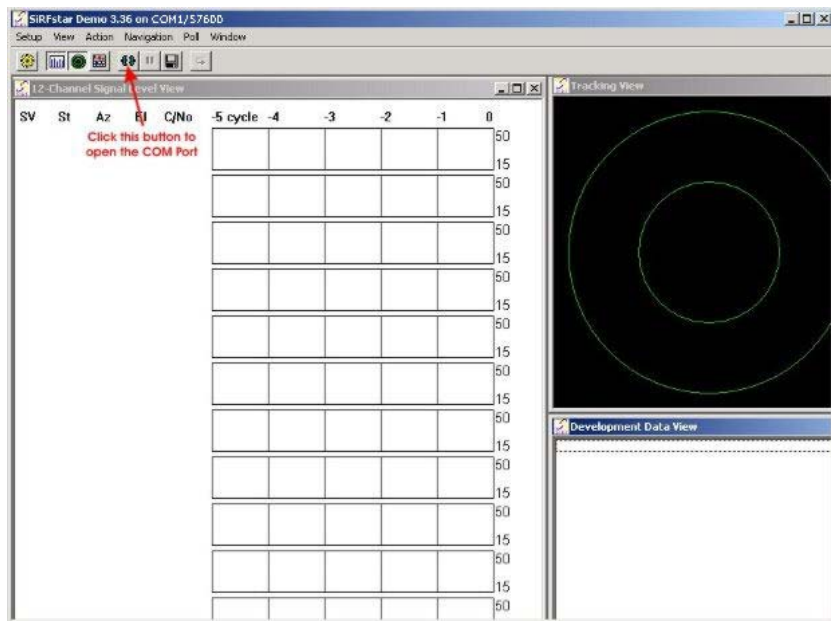 SiRFstar Demo 3.36 on COM1/57600
Setup View Action Navigation Poll Window
12-Channel Signal Level View
Tracking View
SV St Az El C/No -5 cycle -4 -3 -2 -1 0
Click this button to
open the COM Port
50
15
50
15
50
15
50
15
50
15
50
15
50
15
50
15
50
15
50
15
50
Development Data View